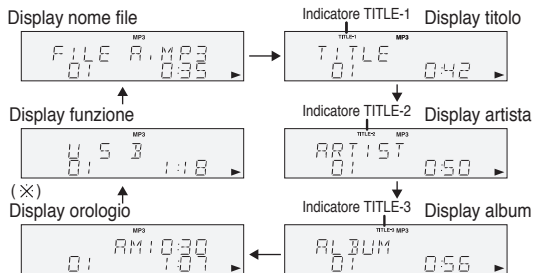 Display nome file
Indicatore TITLE-1 Display titolo
MP3
FILE A.MP3
01 0:35
TITLE-1 MP3
TITLE
01 0:42
Display funzione
Indicatore TITLE-2 Display artista
MP3
USB
01 1:18
TITLE-2 MP3
ARTIST
01 0:50
(※)
Display orologio
Indicatore TITLE-3 Display album
MP3
AM10:30
01 1:07
TITLE-3 MP3
ALBUM
01 0:56